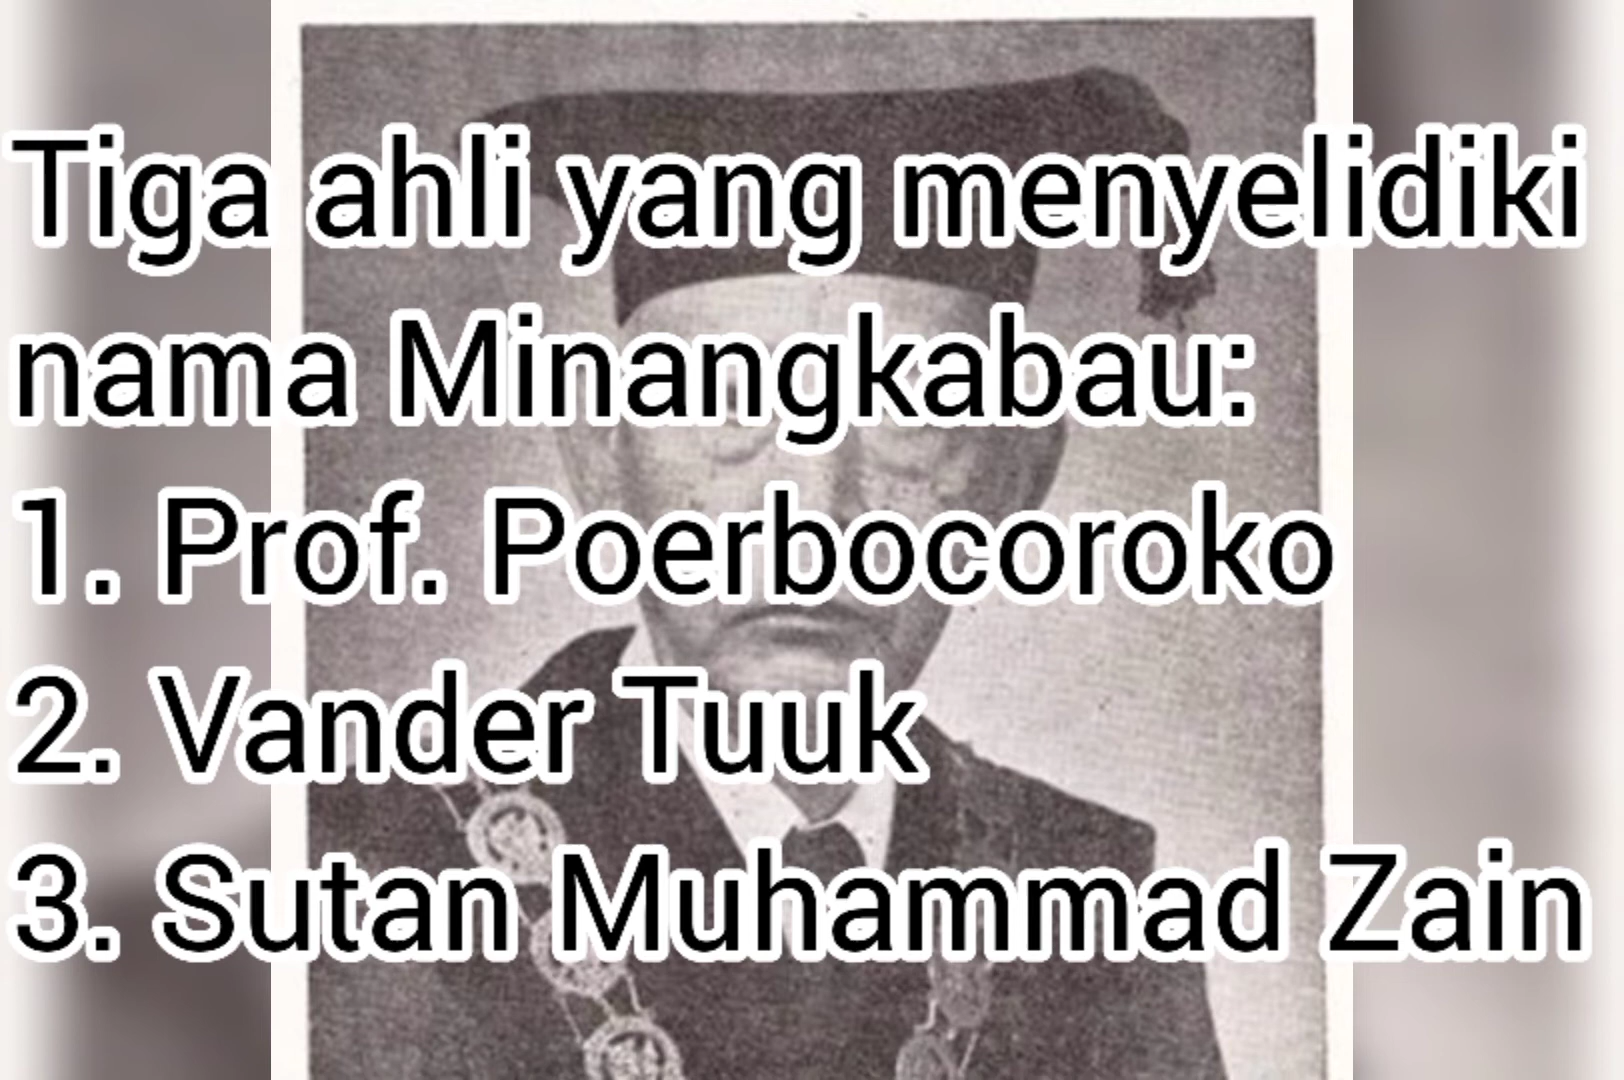 Tiga ahli yang menyelidiki
nama Minangkabau:
1. Prof. Poerbocoroko
2. Vander Tuuk
3. Sutan Muhammad Zain